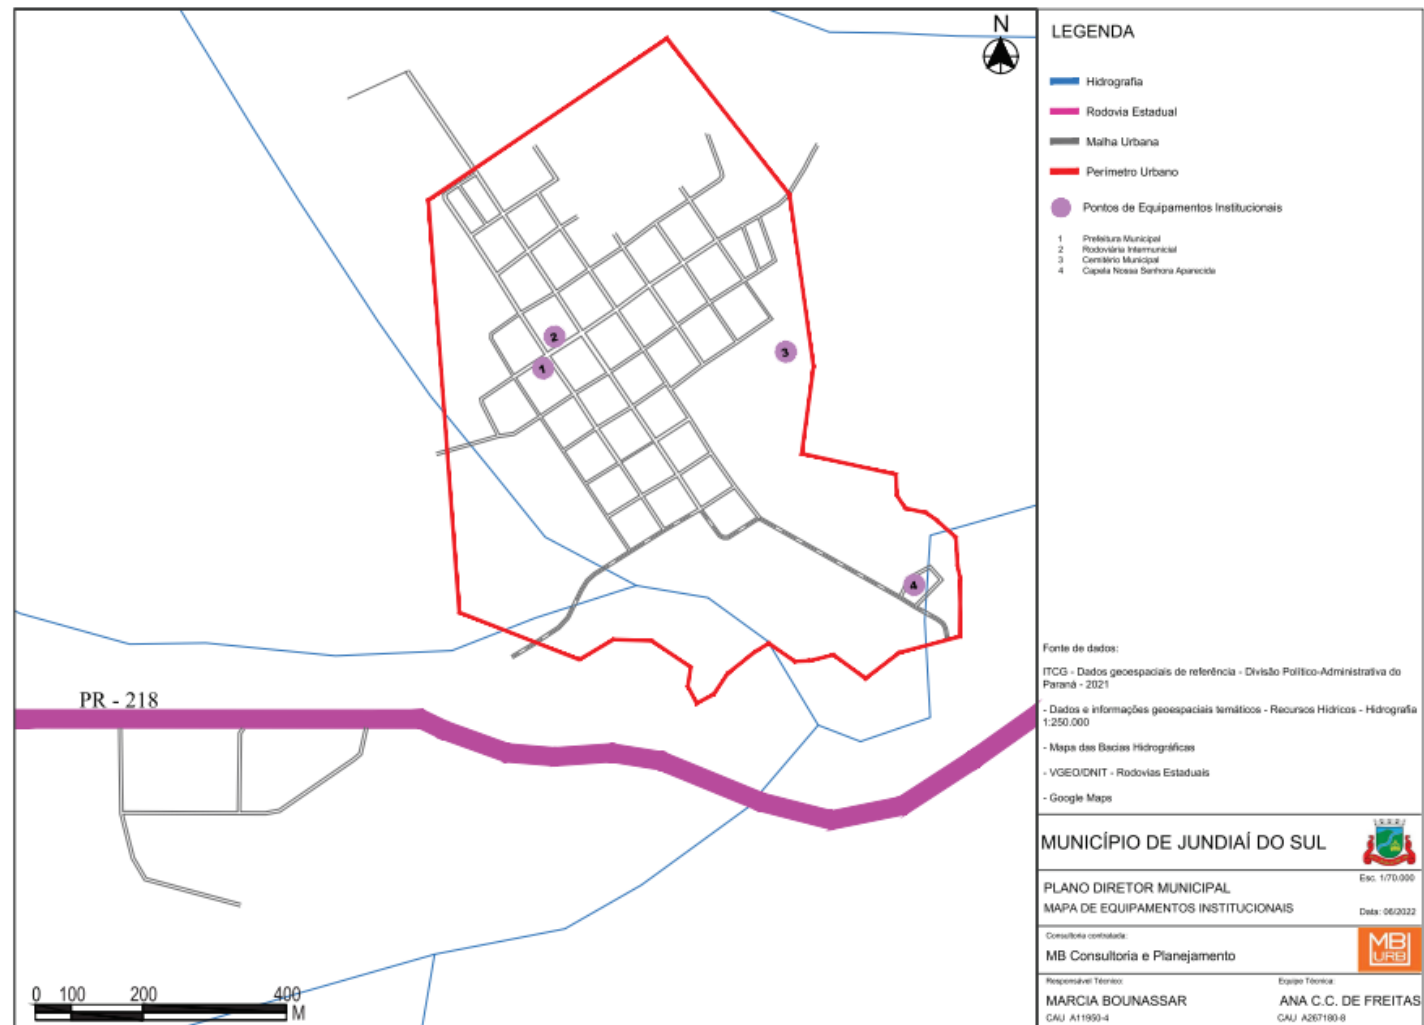 N
LEGENDA
Hidrografia
Rodovia Estadual
Malha Urbana
Perímetro Urbano
Pontos de Equipamentos Institucionais
1 Prefeitura Municipal
2 Rodoviária Intermunicial
3 Cemitério Municipal
4 Capela Nossa Senhora Aparecida
2
1
3
4
PR - 218
0 100 200 400
M
Fonte de dados:
ITCG - Dados geoespaciais de referência - Divisão Político-Administrativa do
Paraná - 2021
- Dados e informações geoespaciais temáticos - Recursos Hídricos - Hidrografia
1:250.000
- Mapa das Bacias Hidrográficas
- VGEO/DNIT - Rodovias Estaduais
- Google Maps
MUNICÍPIO DE JUNDIAÍ DO SUL
Esc. 1/70.000
PLANO DIRETOR MUNICIPAL
MAPA DE EQUIPAMENTOS INSTITUCIONAIS
Data: 06/2022
Consultoria contratada:
MB Consultoria e Planejamento
MB
URB
Responsável Técnico:
MARCIA BOUNASSAR
CAU A11950-4
Equipe Técnica:
ANA C.C. DE FREITAS
CAU A267180-8